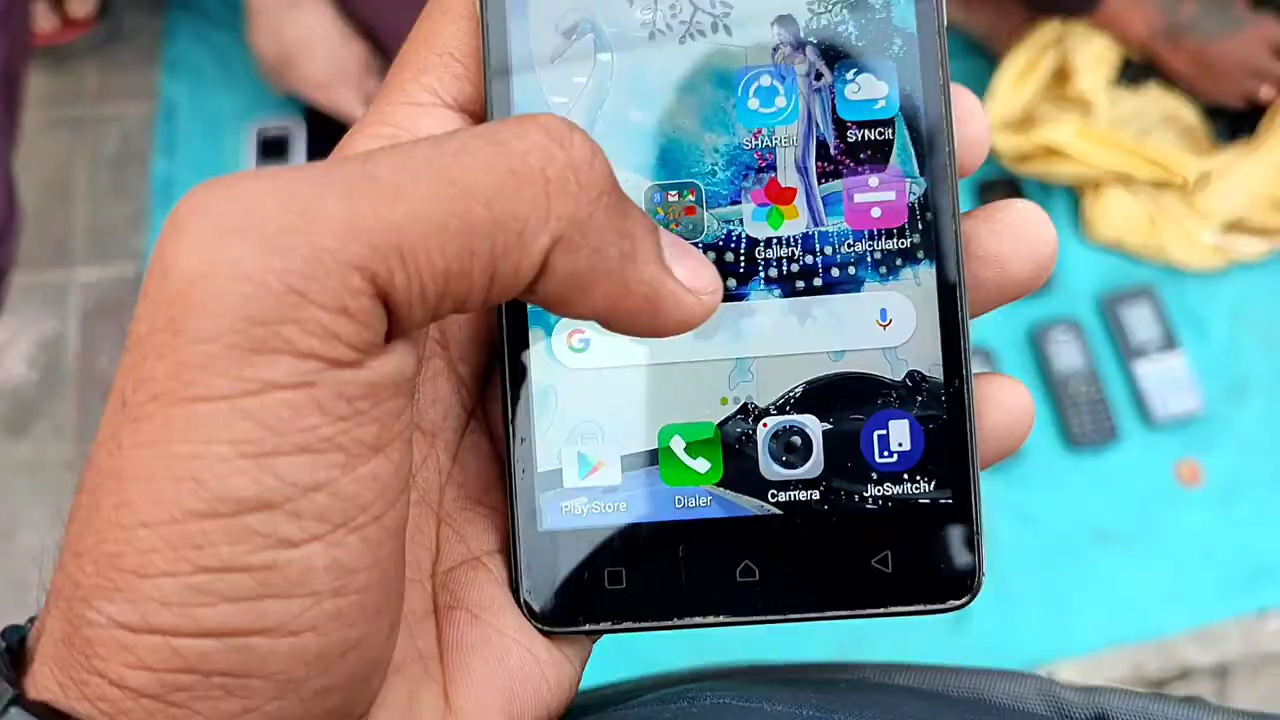 SHAREit
SYNCit
Gallery
Calculator
G
Play Store
Dialer
Camera
JioSwitch